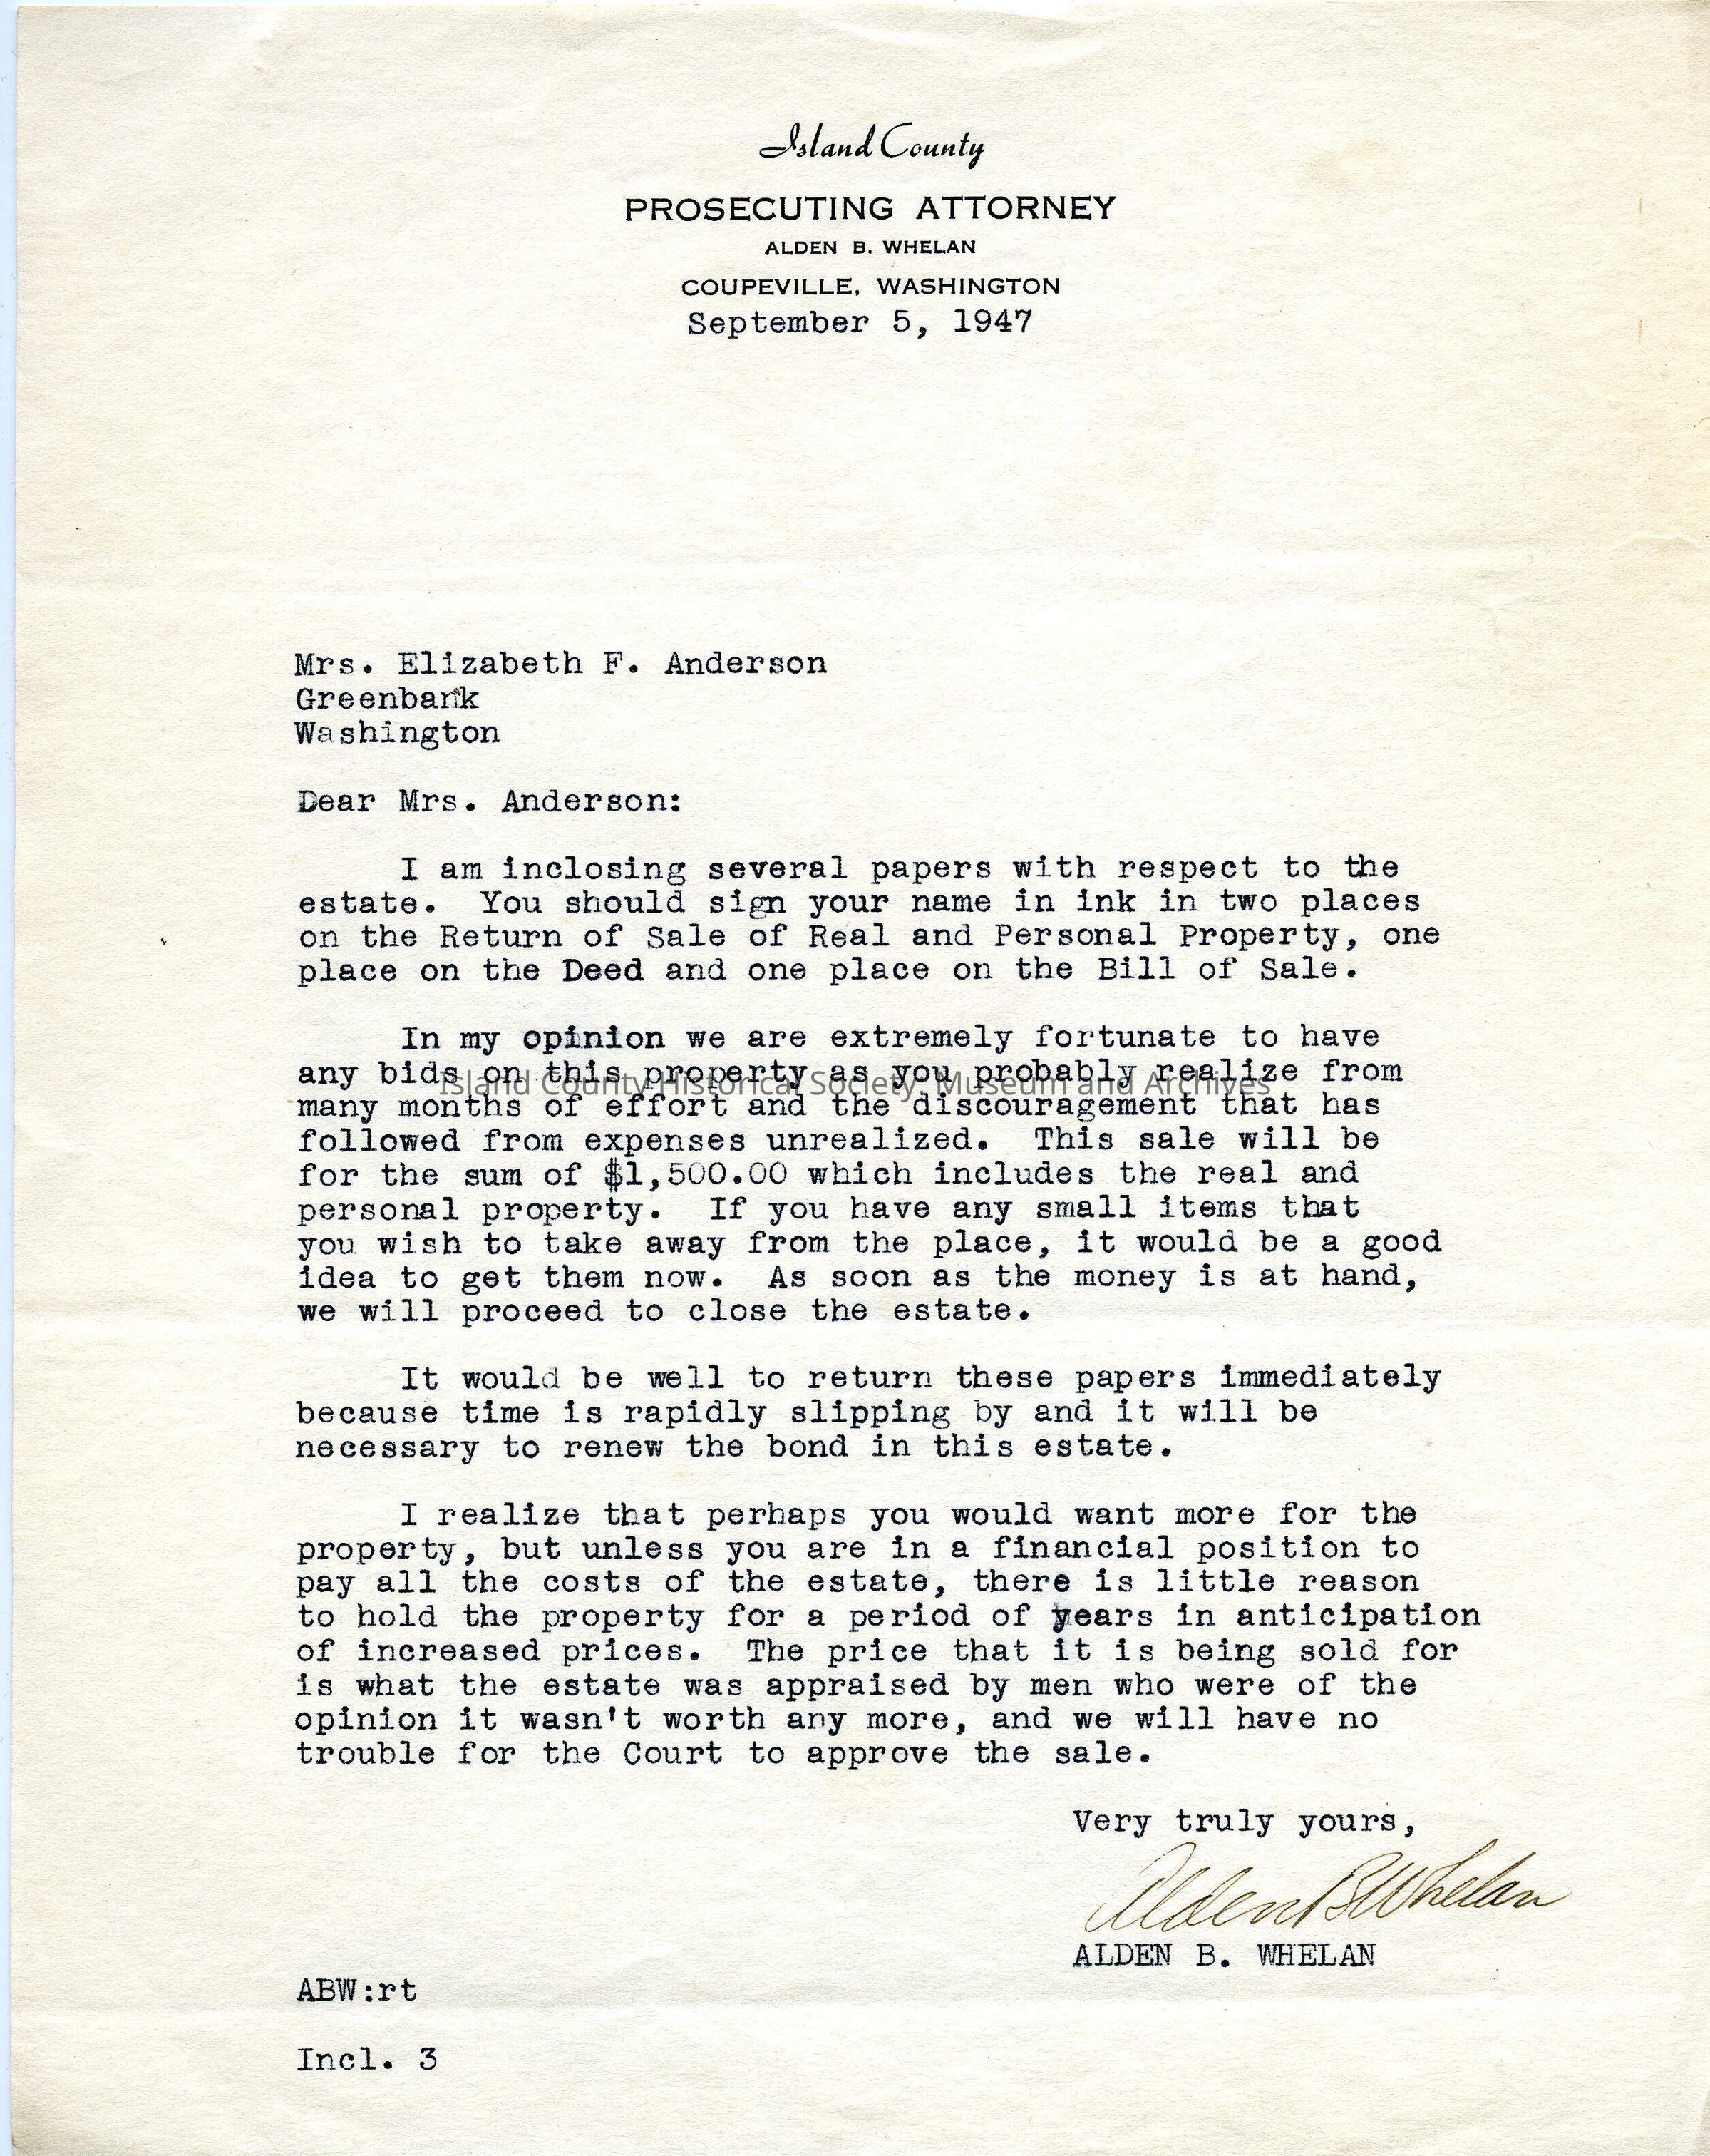 Island County
PROSECUTING ATTORNEY
ALDEN B. WHELAN
COUPEVILLE, WASHINGTON
September 5, 1947
Mrs. Elizabeth F. Anderson
Greenbank
Washington
Dear Mrs. Anderson:
I am inclosing several papers with respect to the
estate. You should sign your name in ink in two places
on the Return of Sale of Real and Personal Property, one
place on the Deed and one place on the Bill of Sale.
In my opinion we are extremely fortunate to have
any bids on this property as you probably realize from
Island County Historical Society, Museum and Archives
many months of effort and the discouragement that has
followed from expenses unrealized. This sale will be
for the sum of $1,500.00 which includes the real and
personal property. If you have any small items that
you wish to take away from the place, it would be a good
idea to get them now. As soon as the money is at hand,
we will proceed to close the estate.
It would be well to return these papers immediately
because time is rapidly slipping by and it will be
necessary to renew the bond in this estate.
I realize that perhaps you would want more for the
property, but unless you are in a financial position to
pay all the costs of the estate, there is little reason
to hold the property for a period of years in anticipation
of increased prices. The price that it is being sold for
is what the estate was appraised by men who were of the
opinion it wasn't worth any more, and we will have no
trouble for the Court to approve the sale.
Very truly yours,
Alden B Whelan
ALDEN B. WHELAN
ABW:rt
Incl. 3